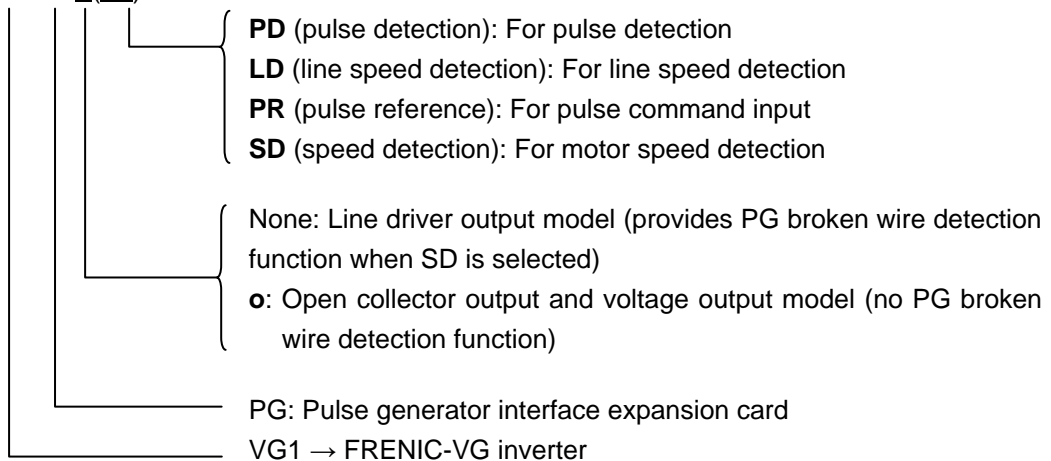 PD (pulse detection): For pulse detection
LD (line speed detection): For line speed detection
PR (pulse reference): For pulse command input
SD (speed detection): For motor speed detection
None: Line driver output model (provides PG broken wire detection
function when SD is selected)
o: Open collector output and voltage output model (no PG broken
wire detection function)
PG: Pulse generator interface expansion card
VG1 → FRENIC-VG inverter